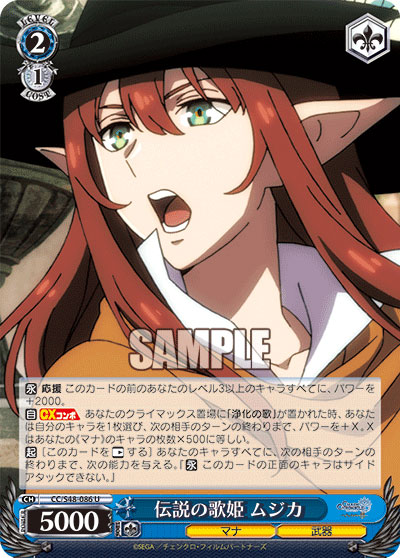 LEVEL
2
1
COST
SAMPLE
永 応援 このカードの前のあなたのレベル3以上のキャラすべてに、パワーを
+2000。
自 CXコンボ あなたのクライマックス置場に「浄化の歌」が置かれた時、あなた
は自分のキャラを1枚選び、次の相手のターンの終わりまで、パワーを+X。X
はあなたの《マナ》のキャラの枚数×500に等しい。
起 [このカードを する] あなたはキャラすべてに、次の相手のターンの
終わりまで、次の能力を与える。『永 このカードの正面のキャラはサイド
アタックできない。』
CH CC/S48-086 U
5000
伝説の歌姫 ムジカ
マナ 武器
©SEGA/チェンクロ・フィルムパートナーズ